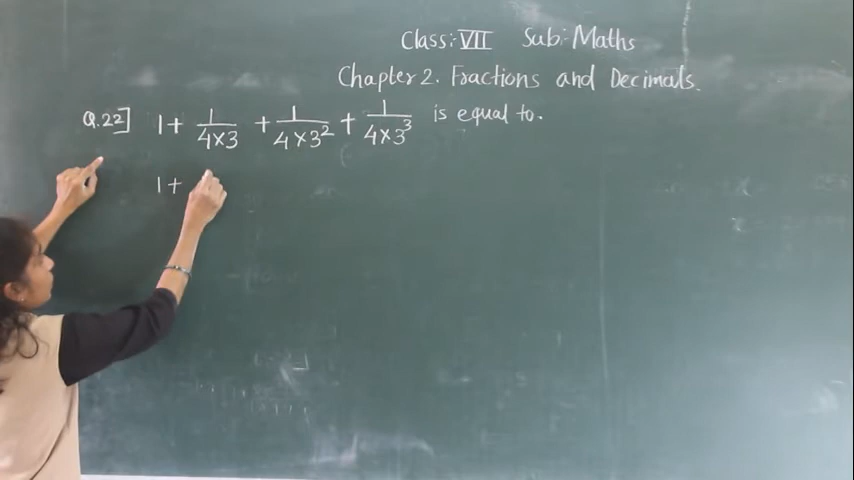 Class:- VII Sub:- Maths
Chapter 2. Fractions and Decimals.
Q.22] 1 + 1/(4×3) + 1/(4×3²) + 1/(4×3³) is equal to.
1 +